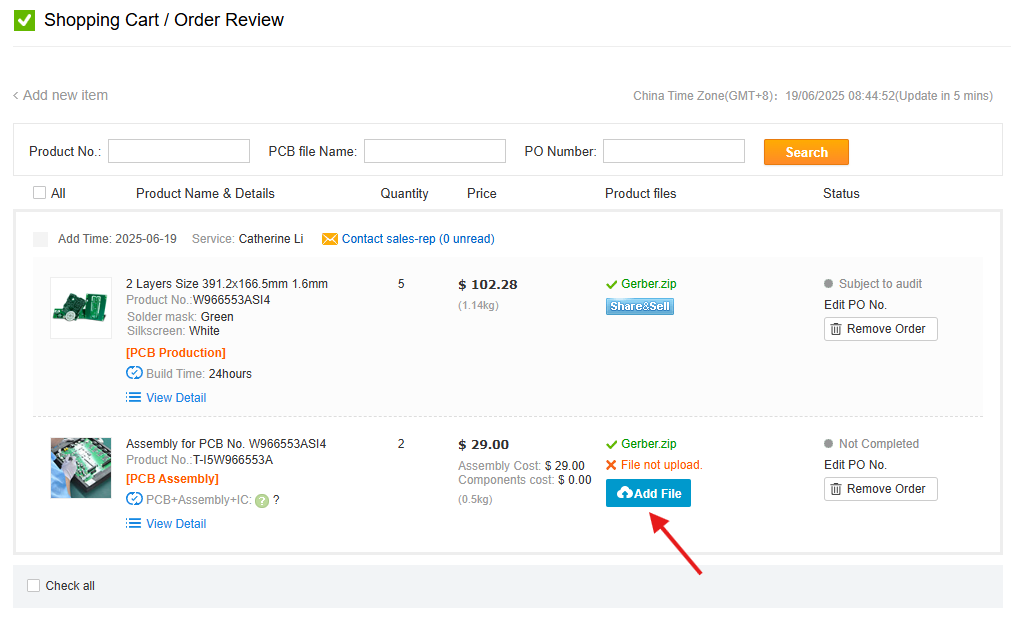 Shopping Cart / Order Review
< Add new item
China Time Zone(GMT+8): 19/06/2025 08:44:52(Update in 5 mins)
Product No.: PCB file Name: PO Number: Search
All Product Name & Details Quantity Price Product files Status
Add Time: 2025-06-19 Service: Catherine Li Contact sales-rep (0 unread)
2 Layers Size 391.2x166.5mm 1.6mm 5 $ 102.28 Gerber.zip Subject to audit
Product No.:W966553ASI4 (1.14kg) Share&Sell Edit PO No.
Solder mask: Green
Silkscreen: White Remove Order
[PCB Production]
Build Time: 24hours
View Detail
Assembly for PCB No. W966553ASI4 2 $ 29.00 Gerber.zip Not Completed
Product No.:T-I5W966553A Assembly Cost: $ 29.00 File not upload. Edit PO No.
[PCB Assembly] Components cost: $ 0.00
PCB+Assembly+IC: ? ? (0.5kg) Add File Remove Order
View Detail
Check all